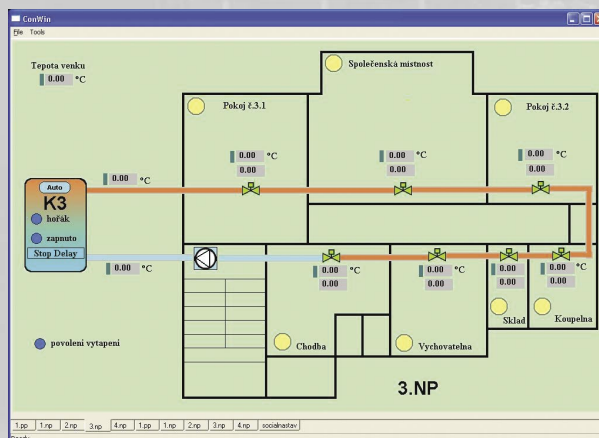 ConWin
File Tools
Tepota venku
0.00 °C
Společenská místnost
Pokoj č.3.1
Pokoj č.3.2
0.00 °C
0.00
0.00 °C
0.00
0.00 °C
0.00
Auto
0.00 °C
K3
hořák
zapnuto
Stop Delay
0.00 °C
0.00 °C
0.00
0.00 °C
0.00
0.00
0.00
0.00 °C
0.00
Sklad
Koupelna
povolení vytapení
Chodba
Vychovatelna
3.NP
1.pp 1.np 2.np 3.np 4.np 1.pp 1.np 2.np 3.np 4.np socialnastav